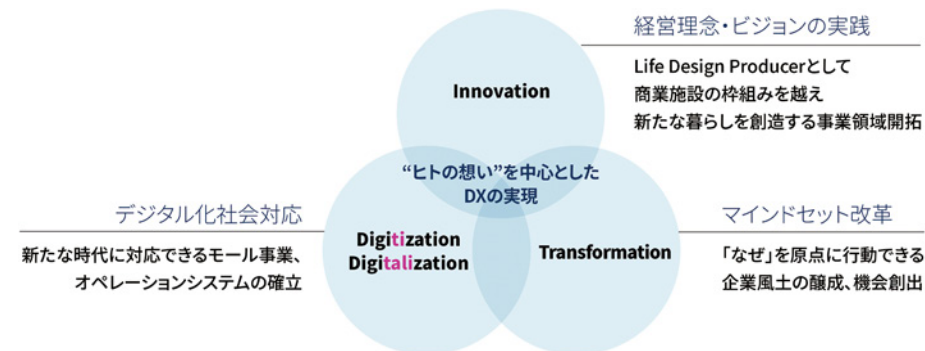 経営理念・ビジョンの実践
Life Design Producerとして
商業施設の枠組みを越え
新たな暮らしを創造する事業領域開拓
Innovation
“ヒトの想い”を中心とした
DXの実現
デジタル化社会対応
新たな時代に対応できるモール事業、
オペレーションシステムの確立
Digitization
Digitalization
Transformation
マインドセット改革
「なぜ」を原点に行動できる
企業風土の醸成、機会創出